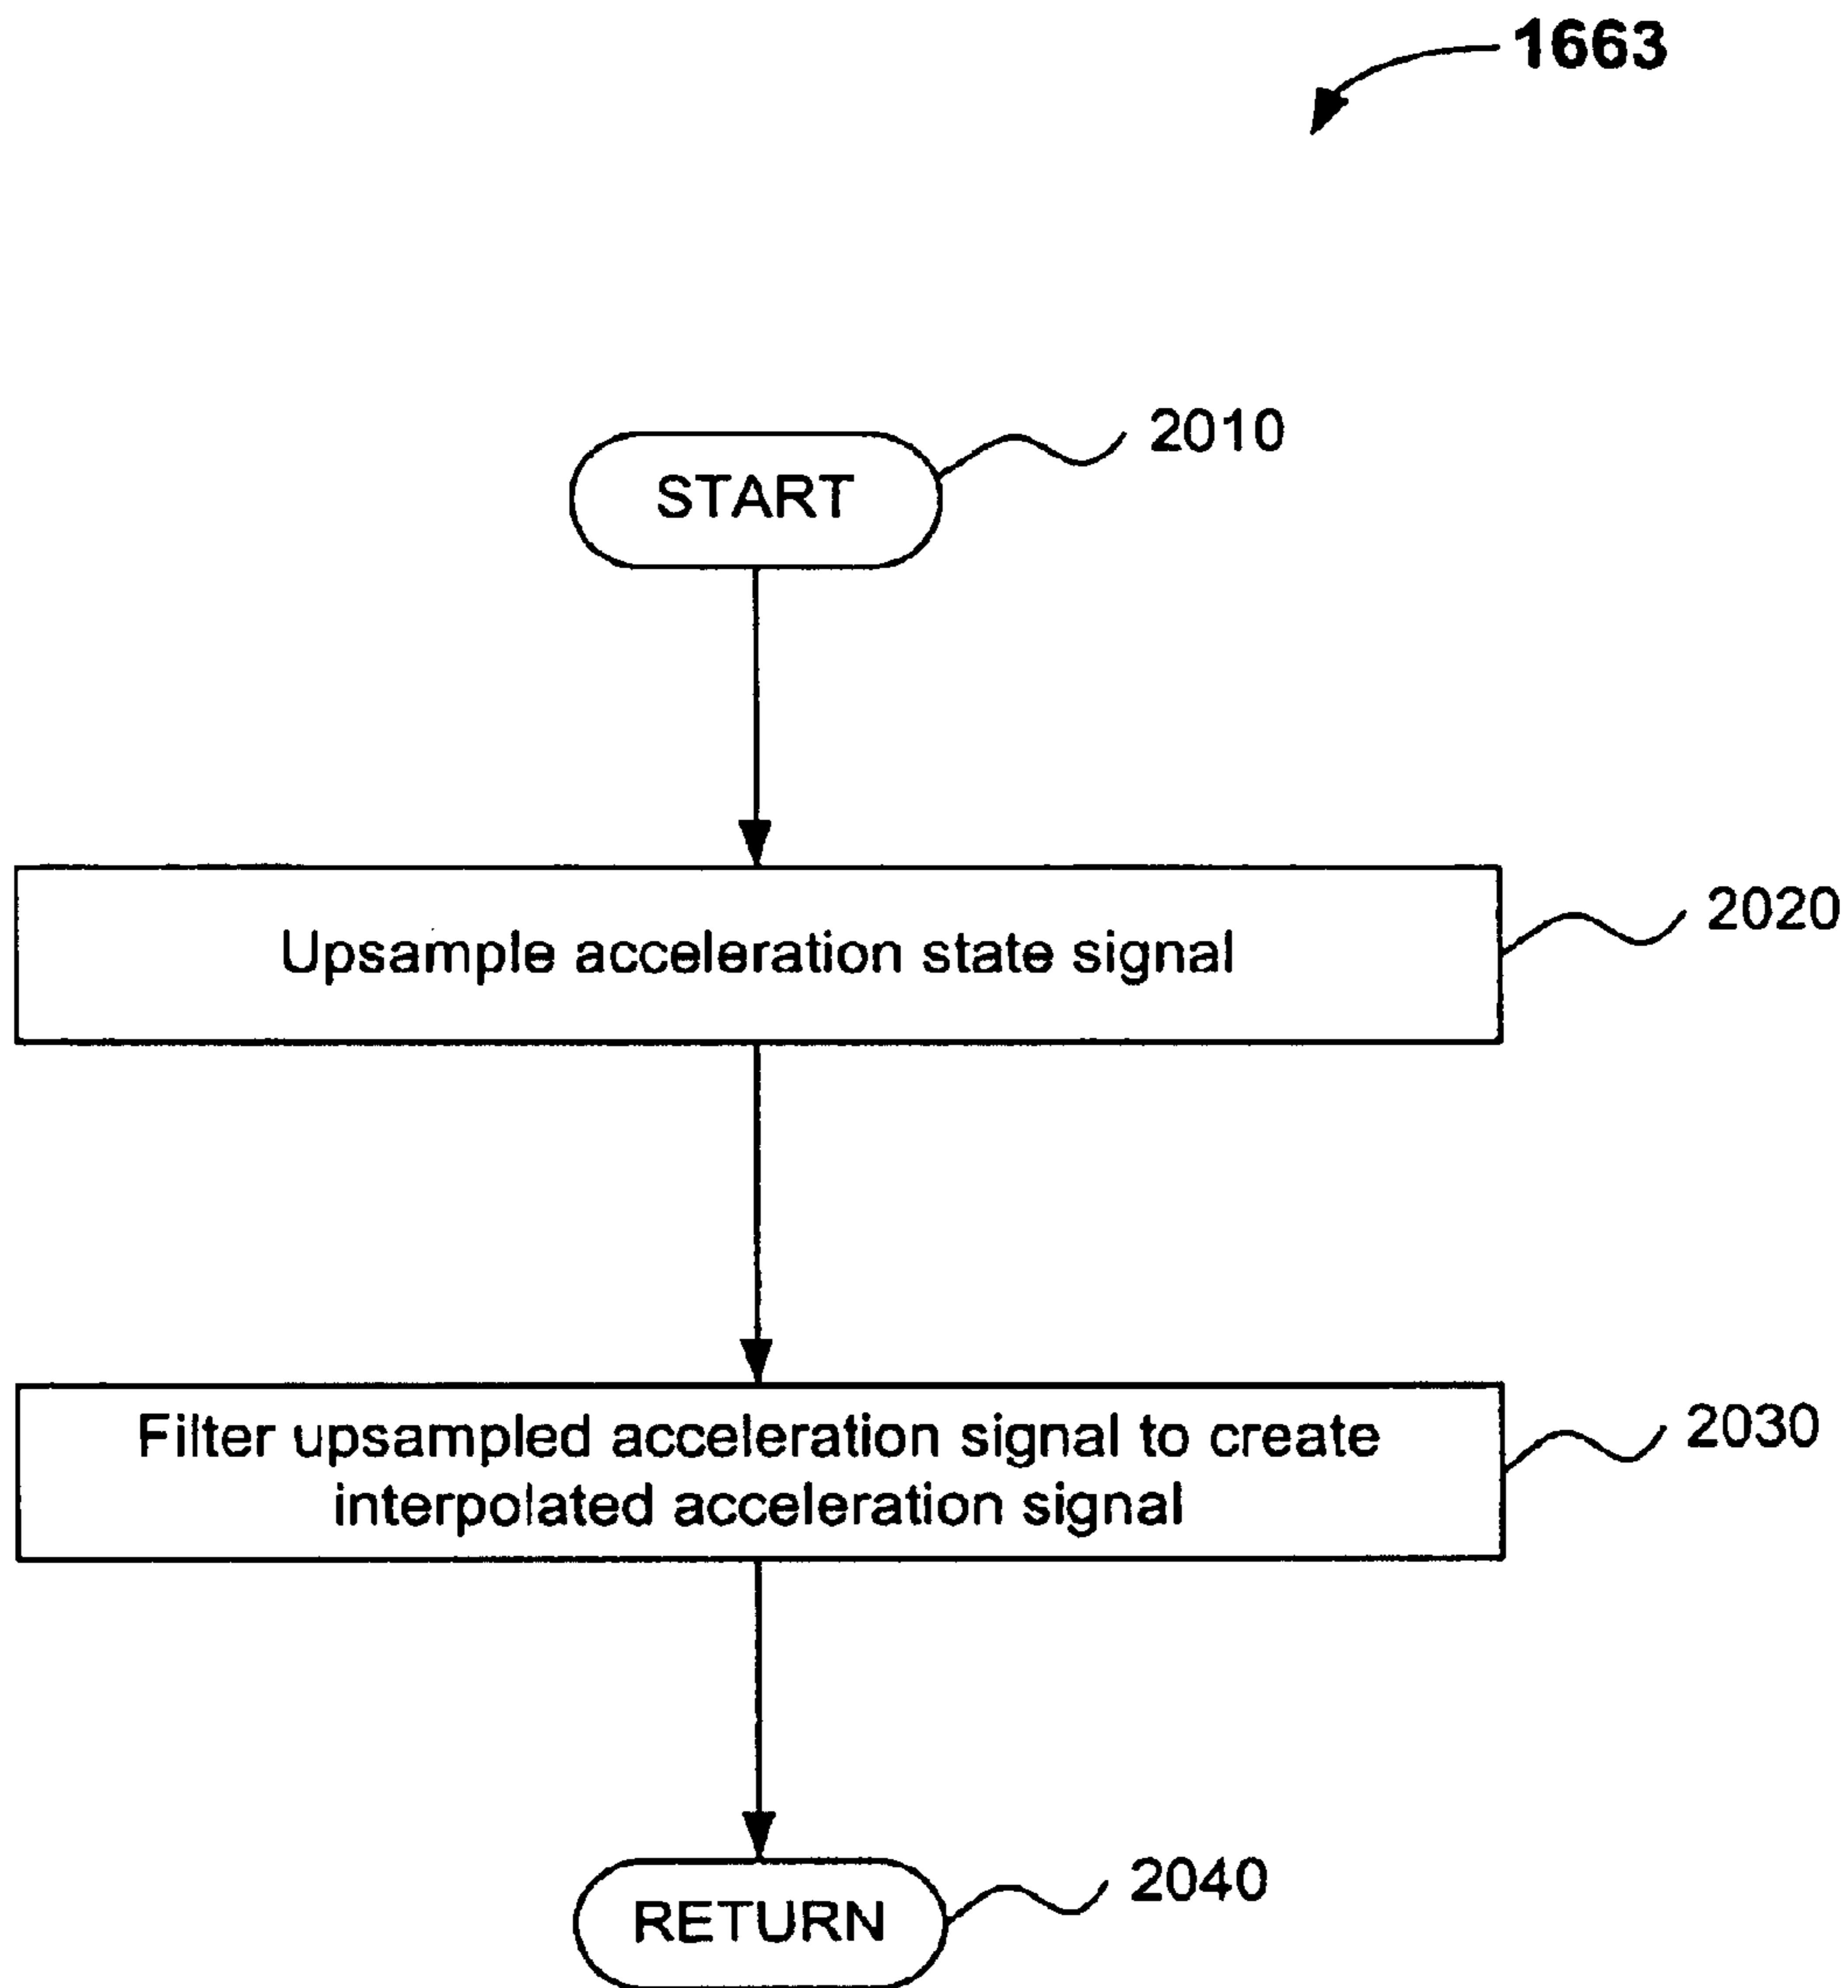 1663
START
2010
Upsample acceleration state signal
2020
Filter upsampled acceleration signal to create
interpolated acceleration signal
2030
RETURN
2040